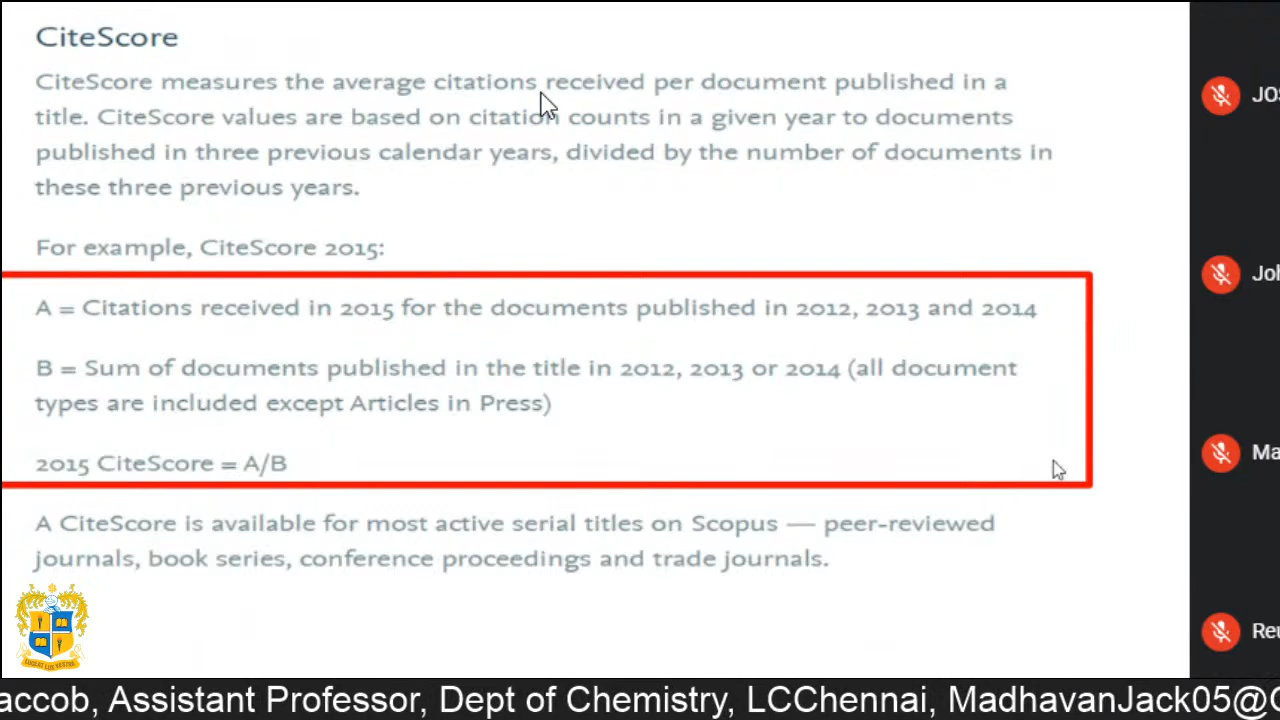 CiteScore
CiteScore measures the average citations received per document published in a
title. CiteScore values are based on citation counts in a given year to documents
published in three previous calendar years, divided by the number of documents in
these three previous years.
For example, CiteScore 2015:
A = Citations received in 2015 for the documents published in 2012, 2013 and 2014
B = Sum of documents published in the title in 2012, 2013 or 2014 (all document
types are included except Articles in Press)
2015 CiteScore = A/B
A CiteScore is available for most active serial titles on Scopus — peer-reviewed
journals, book series, conference proceedings and trade journals.
JOS
Joh
Ma
Reu
accob, Assistant Professor, Dept of Chemistry, LCChennai, MadhavanJack05@